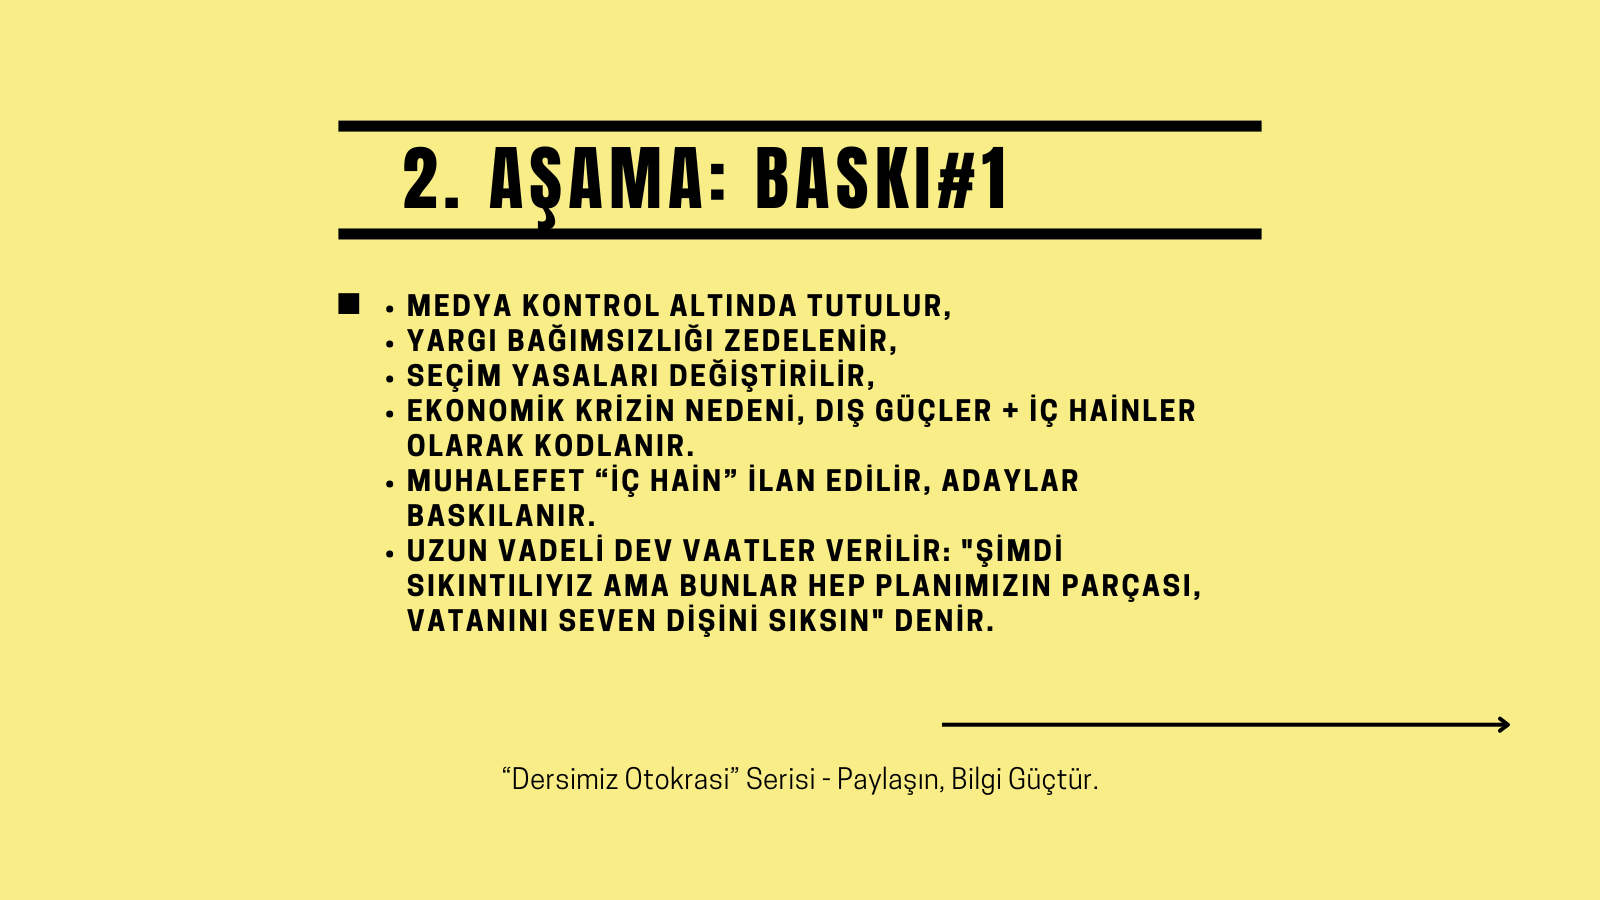 2. AŞAMA: BASKI#1
• MEDYA KONTROL ALTINDA TUTULUR,
• YARGI BAĞIMSIZLIĞI ZEDELENİR,
• SEÇİM YASALARI DEĞİŞTİRİLİR,
• EKONOMİK KRİZİN NEDENİ, DIŞ GÜÇLER + İÇ HAİNLER
OLARAK KODLANIR.
• MUHALEFET “İÇ HAİN” İLAN EDİLİR, ADAYLAR
BASKILANIR.
• UZUN VADELİ DEV VAATLER VERİLİR: "ŞİMDİ
SIKINTILIYIZ AMA BUNLAR HEP PLANIMIZIN PARÇASI,
VATANINI SEVEN DİŞİNİ SIKSIN" DENİR.
“Dersimiz Otokrasi” Serisi - Paylaşın, Bilgi Güçtür.